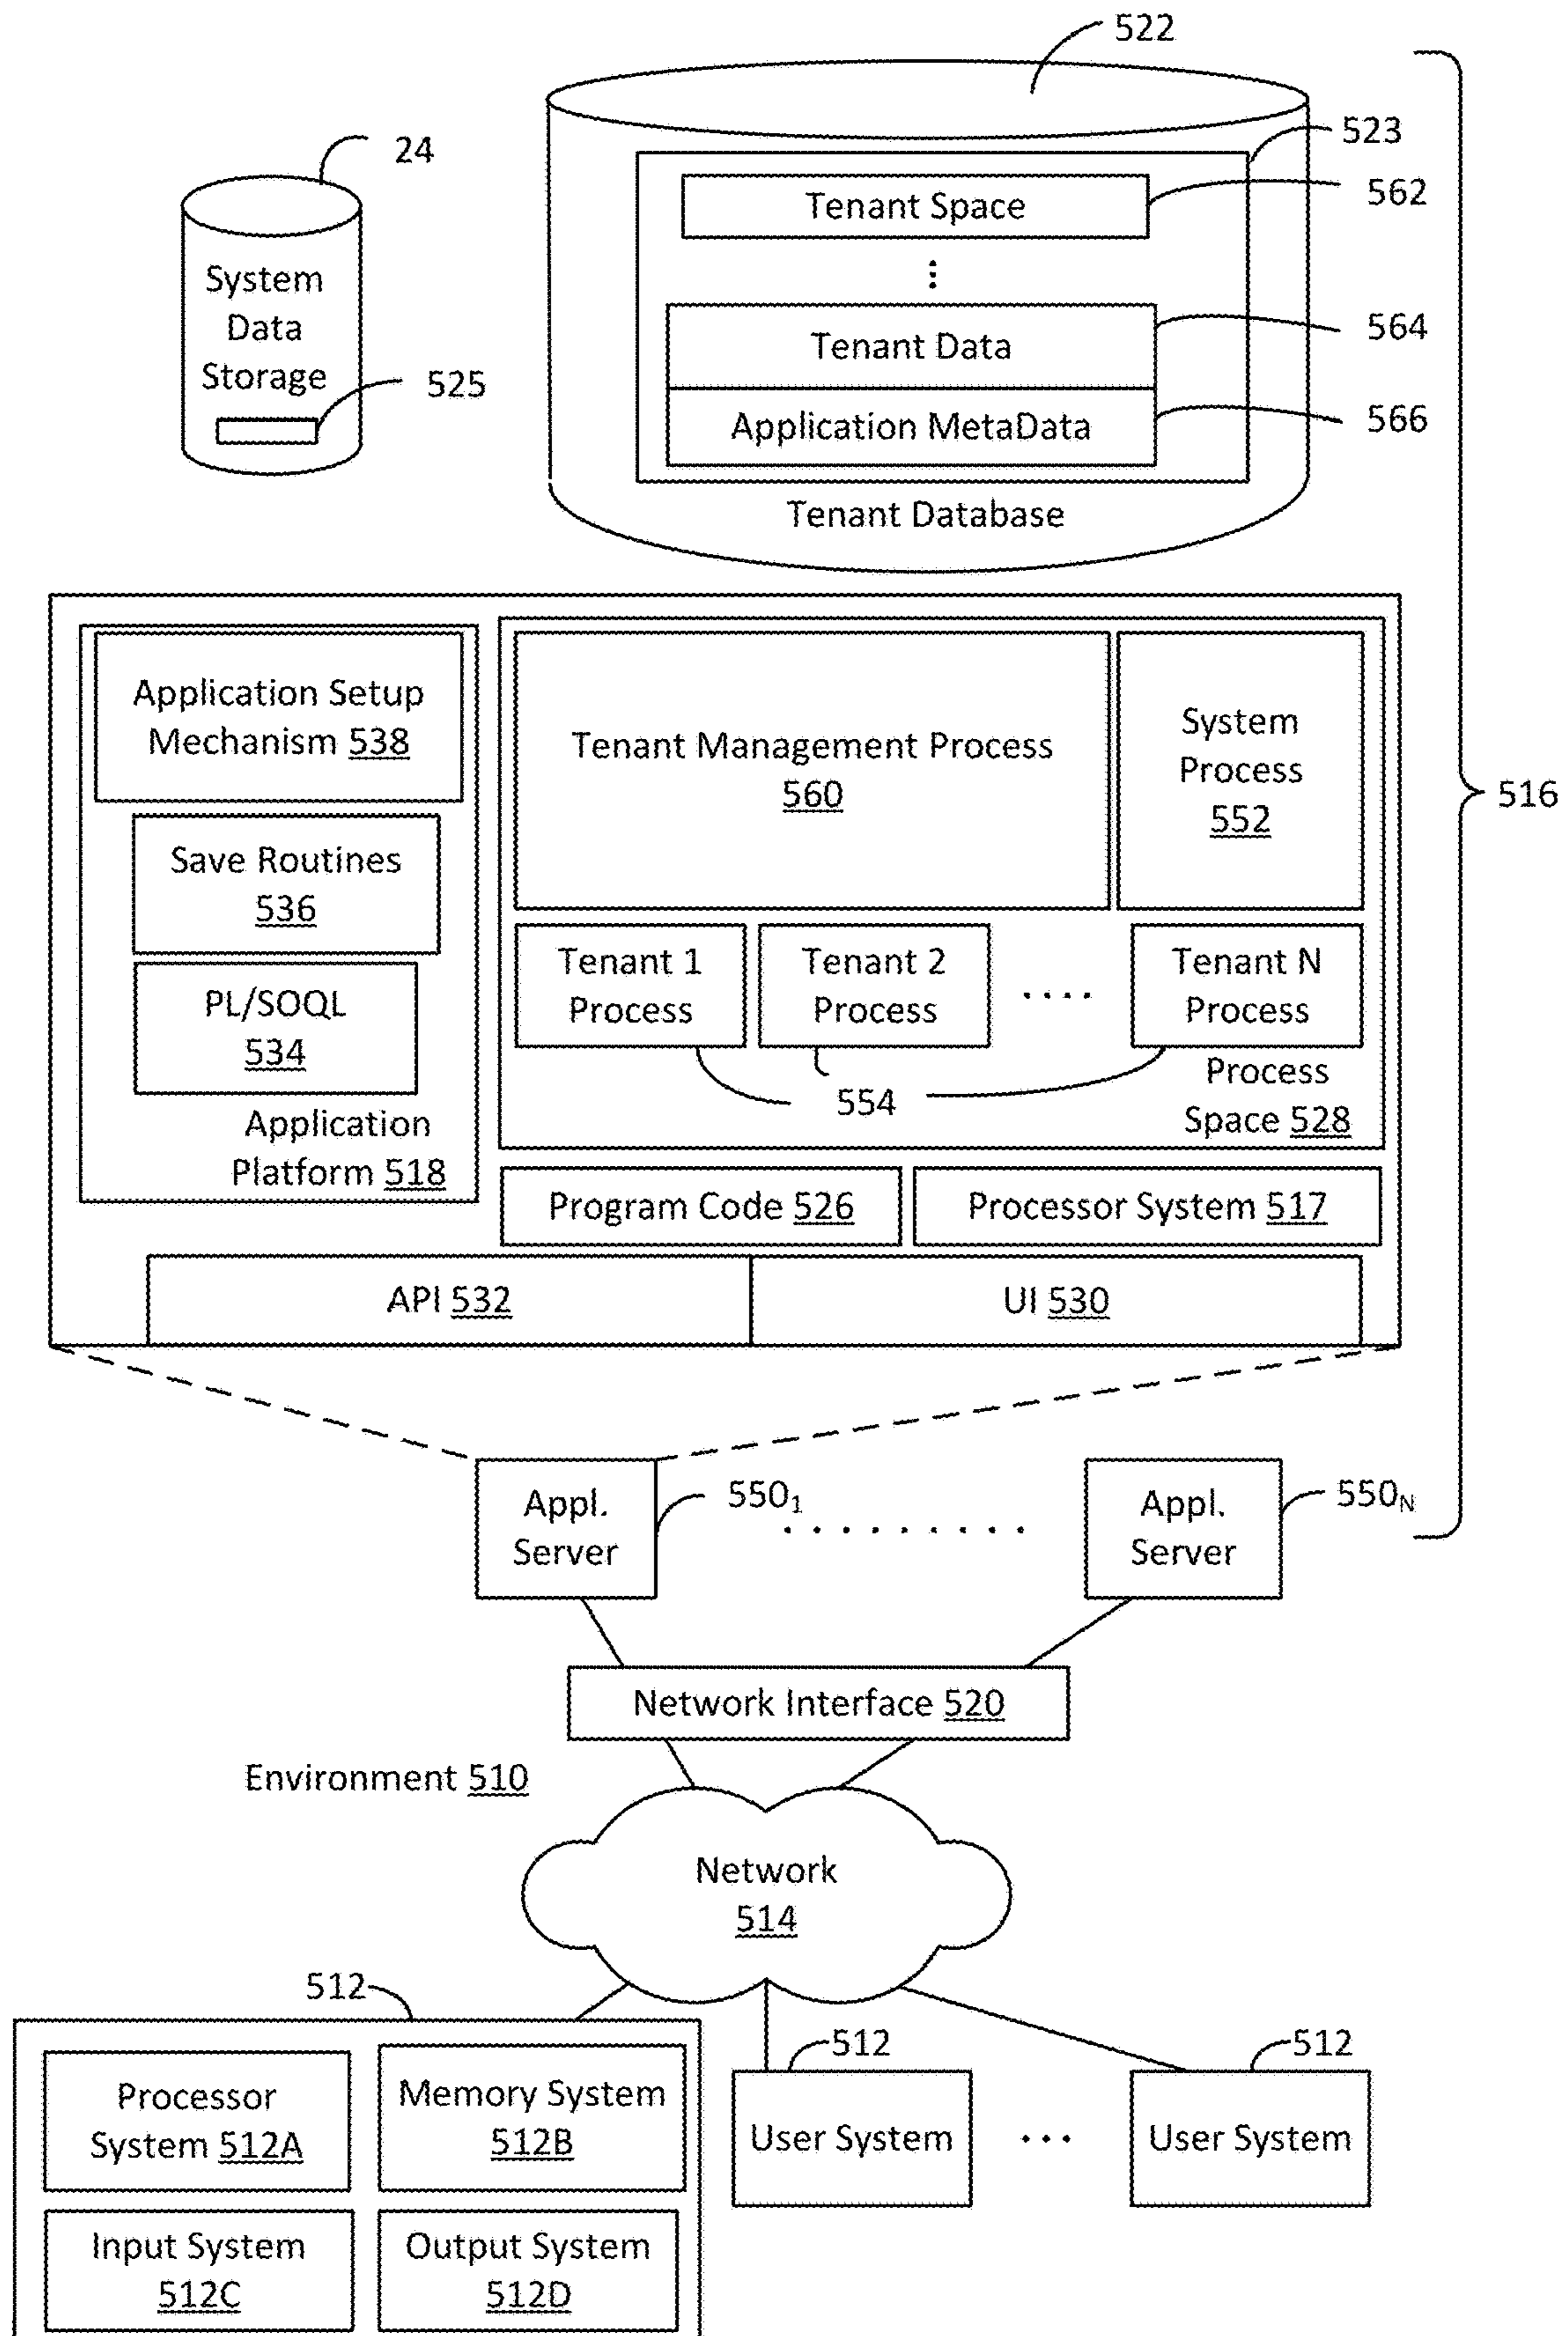 522
523
24
562
Tenant Space
System
Data
Storage
564
Tenant Data
525
566
Application MetaData
Tenant Database
Application Setup
Mechanism 538
Tenant Management Process
560
System
Process
552
516
Save Routines
536
Tenant 1
Process
Tenant 2
Process
Tenant N
Process
PL/SOQL
534
554
Process
Space 528
Application
Platform 518
Program Code 526
Processor System 517
API 532
UI 530
Appl.
Server
550₁
Appl.
Server
550N
Network Interface 520
Environment 510
Network
514
512
512
512
Processor
System 512A
Memory System
512B
User System
User System
Input System
512C
Output System
512D